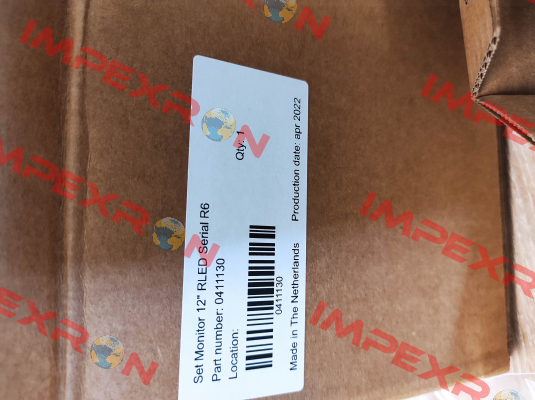 Set Monitor 12" RLED Serial R6
Part number: 0411130
Location:
Qty. 1
0411130
Made in The Netherlands
Production date: apr 2022
IMPEXRON
IMPEXRON
IMPEXRON
IMPEXRON
IMPEXRON
IMPEXRON